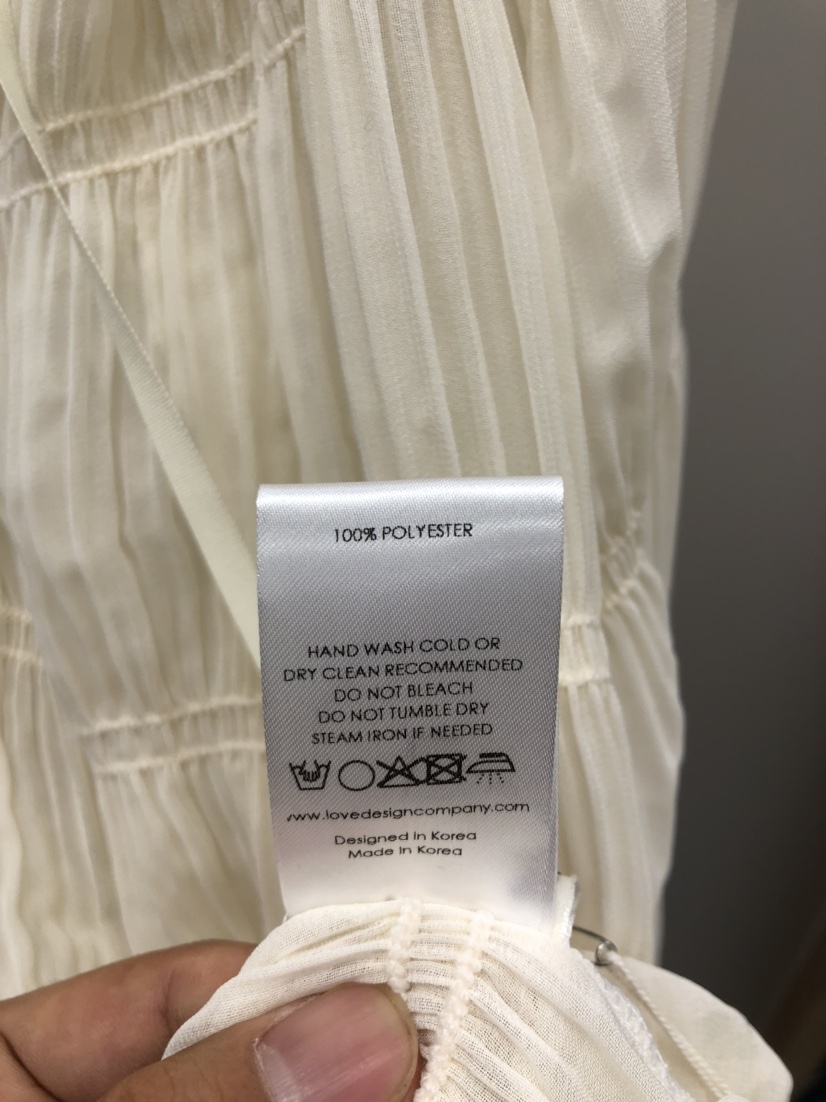 100% POLYESTER
HAND WASH COLD OR
DRY CLEAN RECOMMENDED
DO NOT BLEACH
DO NOT TUMBLE DRY
STEAM IRON IF NEEDED
www.lovedesigncompany.com
Designed in Korea
Made in Korea